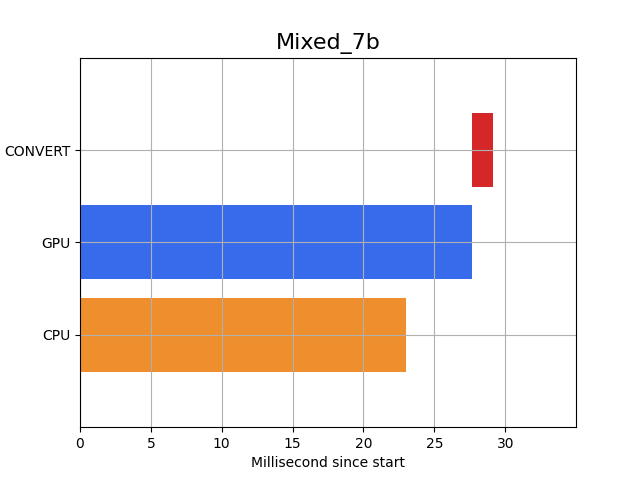 Mixed_7b
CONVERT
GPU
CPU
0 5 10 15 20 25 30
Millisecond since start